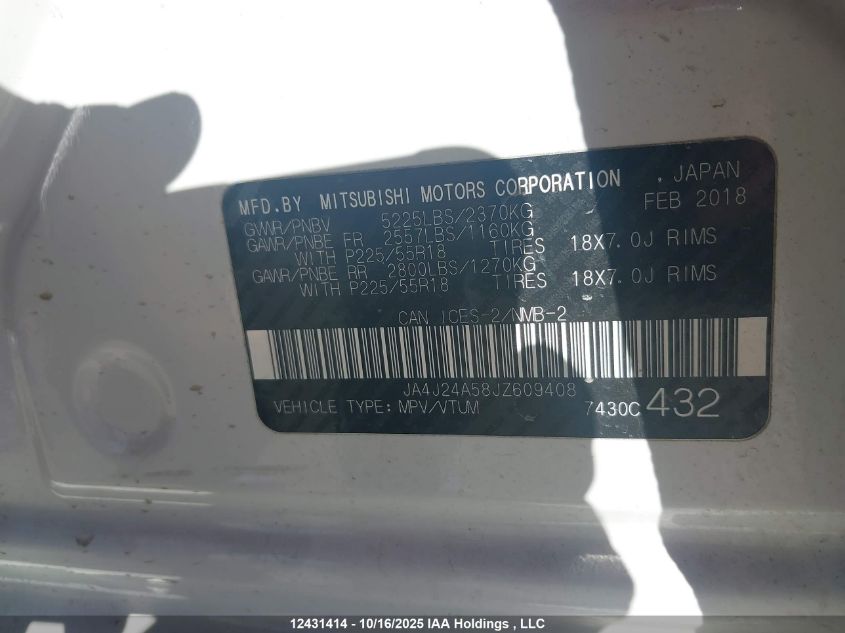 MFD.BY MITSUBISHI MOTORS CORPORATION . JAPAN
GVWR/PNBV 5225LBS/2370KG FEB 2018
GAWR/PNBE FR 2557LBS/1160KG
WITH P225/55R18 TIRES 18X7.0J RIMS
GAWR/PNBE RR 2800LBS/1270KG
WITH P225/55R18 TIRES 18X7.0J RIMS
CAN ICES-2/NMB-2
JA4J24A58JZ609408
VEHICLE TYPE: MPV/VTUM 7430C 432
12431414 - 10/16/2025 IAA Holdings , LLC